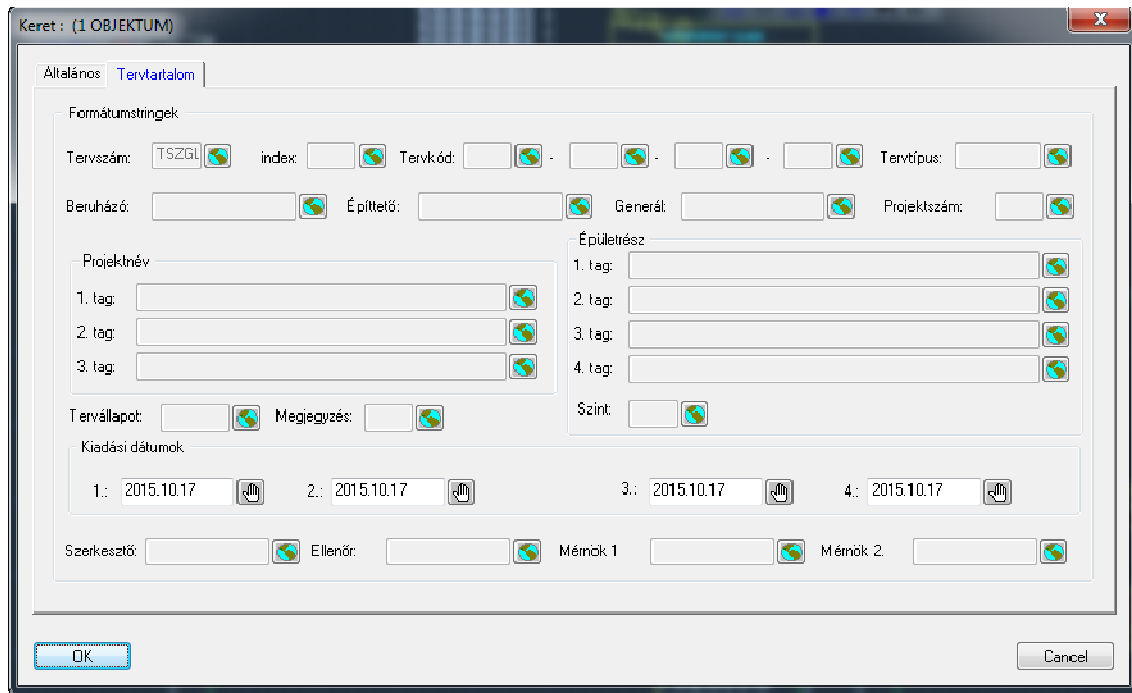 Keret : (1 OBJEKTUM)
Általános Tervtartalom
Formátumstringek
Tervszám: TSZGL index: Tervkód: - - - Tervtípus:
Beruházó: Építtető: Generál: Projektszám:
Projektnév
1. tag:
2. tag:
3. tag:
Épületrész
1. tag:
2. tag:
3. tag:
4. tag:
Szint:
Tervállapot: Megjegyzés:
Kiadási dátumok
1.: 2015.10.17 2.: 2015.10.17 3.: 2015.10.17 4.: 2015.10.17
Szerkesztő: Ellenőr: Mérnök 1 Mérnök 2.
OK Cancel